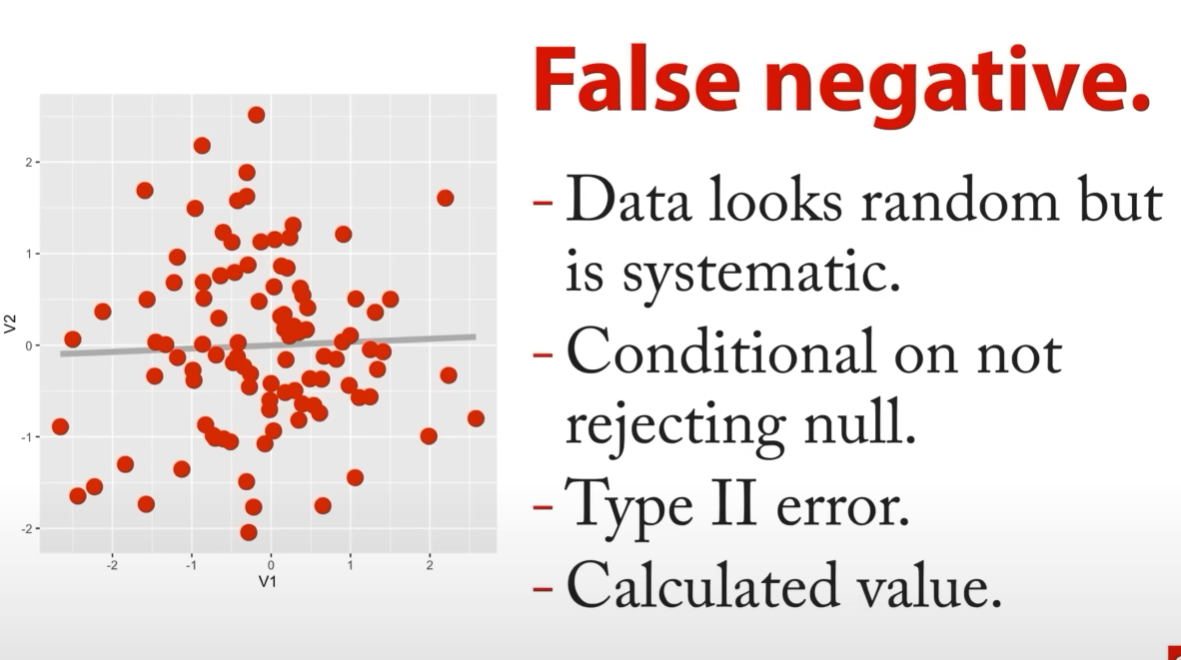 False negative.
- Data looks random but
is systematic.
- Conditional on not
rejecting null.
- Type II error.
- Calculated value.
V2
2
1
0
-1
-2
-2 -1 0 1 2
V1